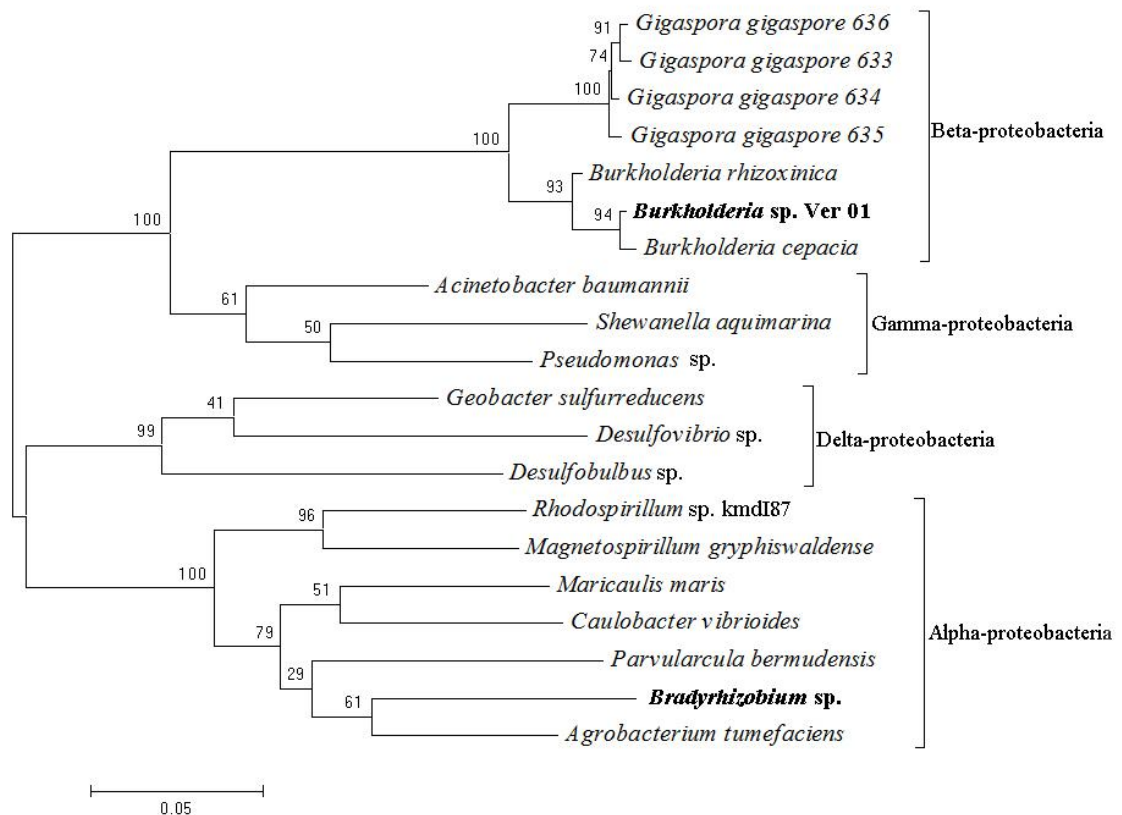 91
Gigaspora gigaspore 636
74
Gigaspora gigaspore 633
100
Gigaspora gigaspore 634
Gigaspora gigaspore 635
Beta-proteobacteria
100
Burkholderia rhizoxinica
93
94
Burkholderia sp. Ver 01
Burkholderia cepacia
100
Acinetobacter baumannii
61
Shewanella aquimarina
50
Gamma-proteobacteria
Pseudomonas sp.
Geobacter sulfurreducens
41
99
Desulfovibrio sp.
Delta-proteobacteria
Desulfobulbus sp.
Rhodospirillum sp. kmdI87
96
Magnetospirillum gryphiswaldense
100
Maricaulis maris
51
Caulobacter vibrioides
79
Alpha-proteobacteria
Parvularcula bermudensis
29
Bradyrhizobium sp.
61
Agrobacterium tumefaciens
0.05